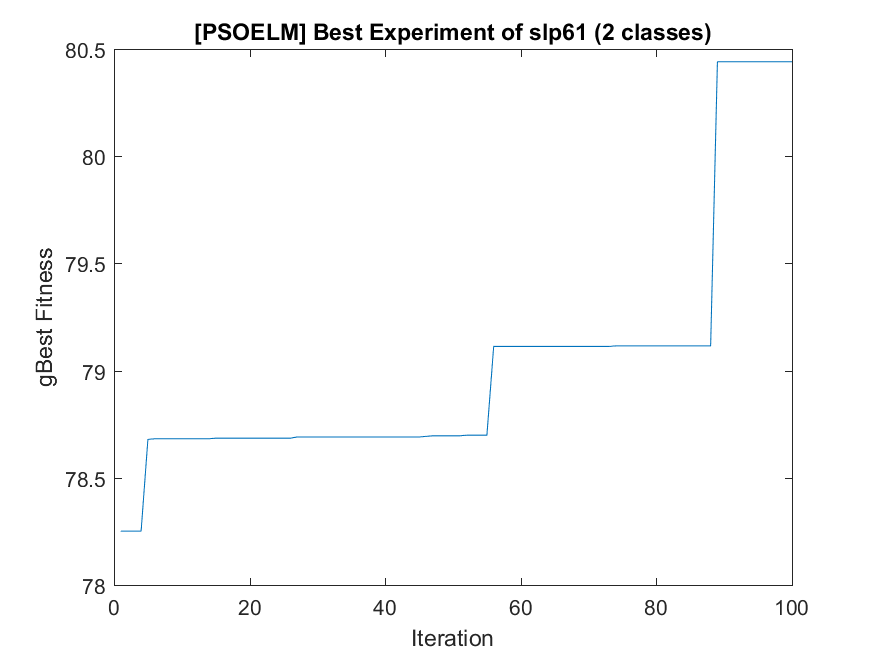 [PSOELM] Best Experiment of slp61 (2 classes)
80.5
80
79.5
79
78.5
78
gBest Fitness
0 20 40 60 80 100
Iteration